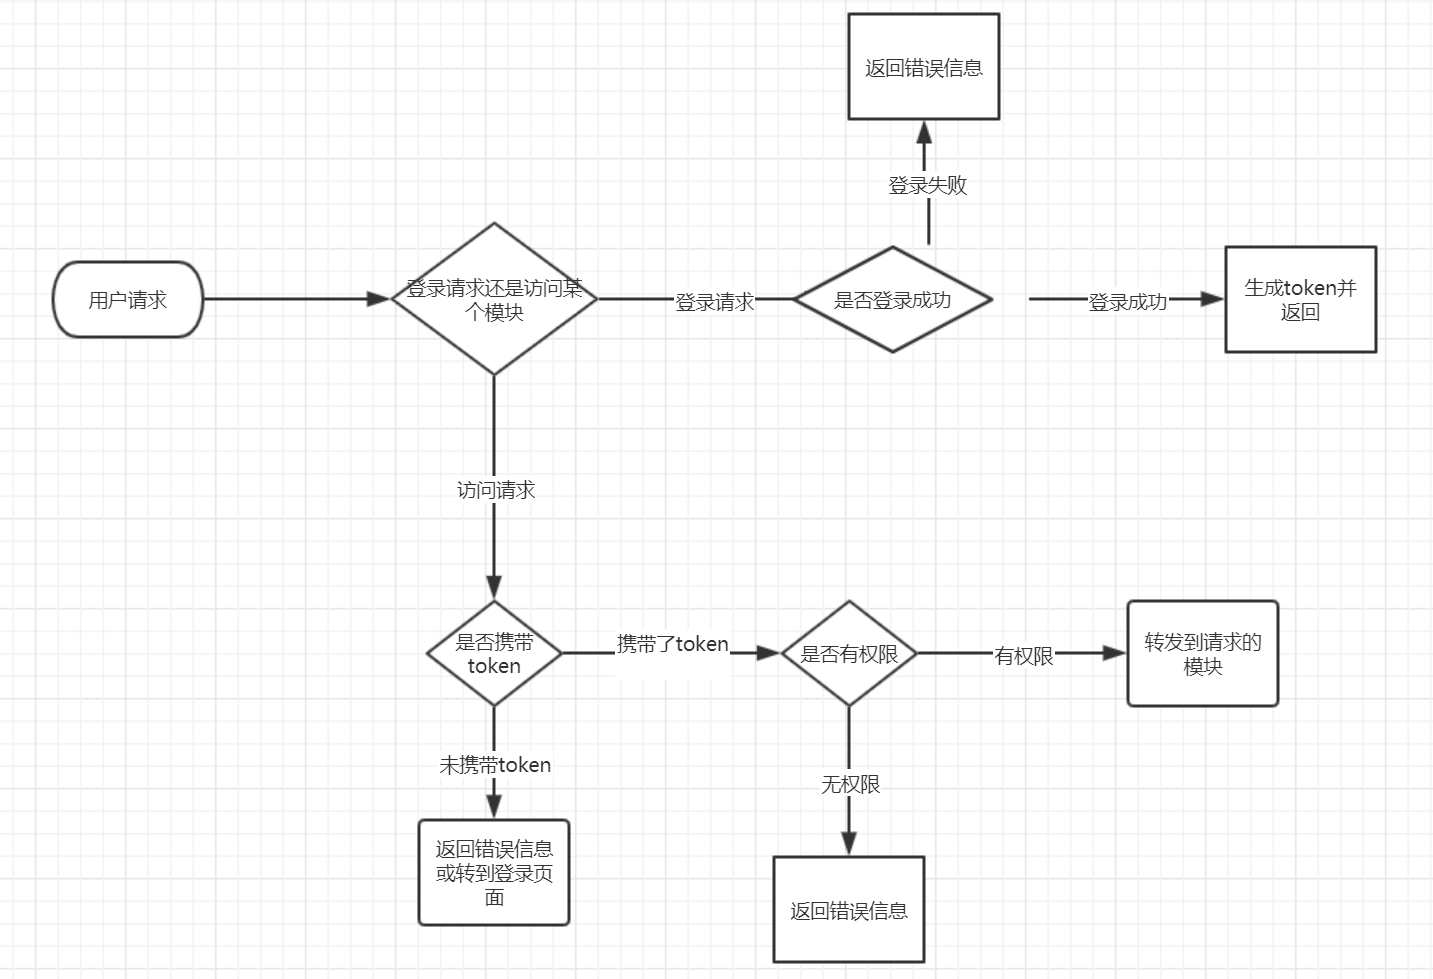 返回错误信息
登录失败
用户请求
登录请求还是访问某
个模块
登录请求
是否登录成功
登录成功
生成token并
返回
访问请求
是否携带
token
携带了token
是否有权限
有权限
转发到请求的
模块
未携带token
无权限
返回错误信息
或转到登录页
面
返回错误信息